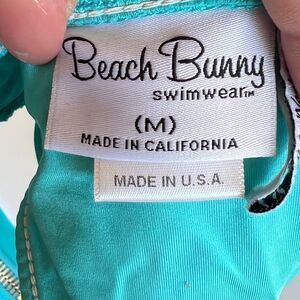 Beach Bunny
swimwear™
(M)
MADE IN CALIFORNIA
MADE IN U.S.A.